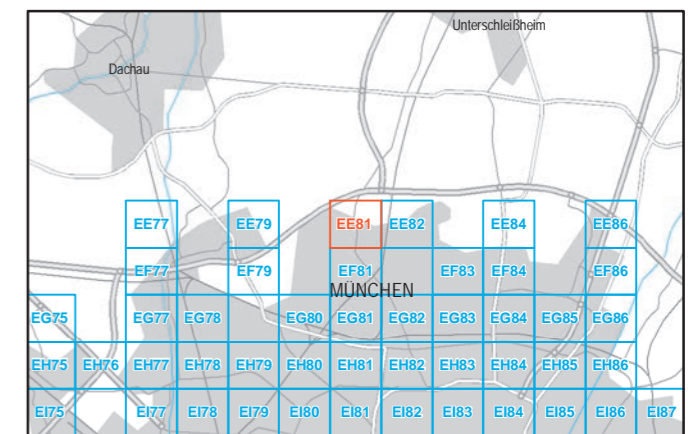 Unterschleißheim
Dachau
EE77 EE79 EE81 EE82 EE84 EE86
EF77 EF79 EF81 EF83 EF84 EF86
MÜNCHEN
EG75 EG77 EG78 EG80 EG81 EG82 EG83 EG84 EG85 EG86
EH75 EH76 EH77 EH78 EH79 EH80 EH81 EH82 EH83 EH84 EH85 EH86
EI75 EI77 EI78 EI79 EI80 EI81 EI82 EI83 EI84 EI85 EI86 EI87